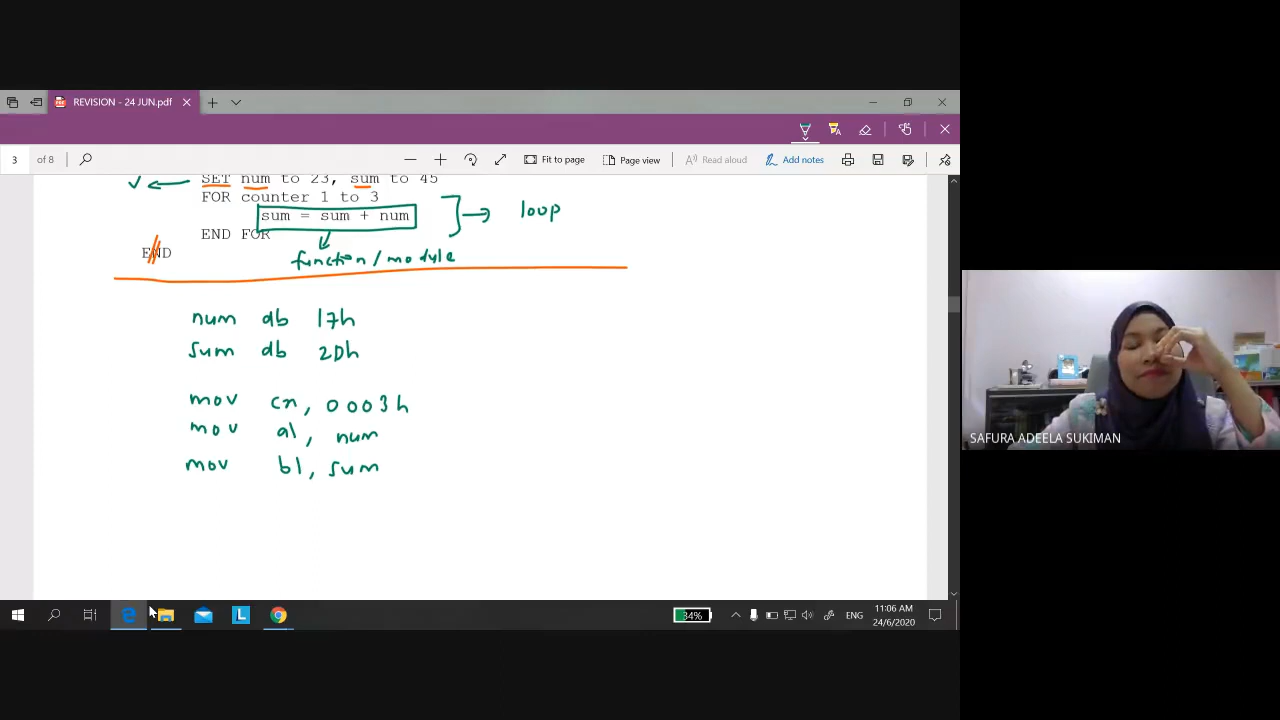 REVISION - 24 JUN.pdf
3 of 8
Fit to page
Page view
Read aloud
Add notes
SET num to 23, sum to 45
FOR counter 1 to 3
sum = sum + num
loop
END FOR
END
function / module
num db 17h
sum db 2Dh
mov cx, 0003h
mov al, num
mov bl, sum
SAFURA ADEELA SUKIMAN
34%
ENG
11:06 AM
24/6/2020